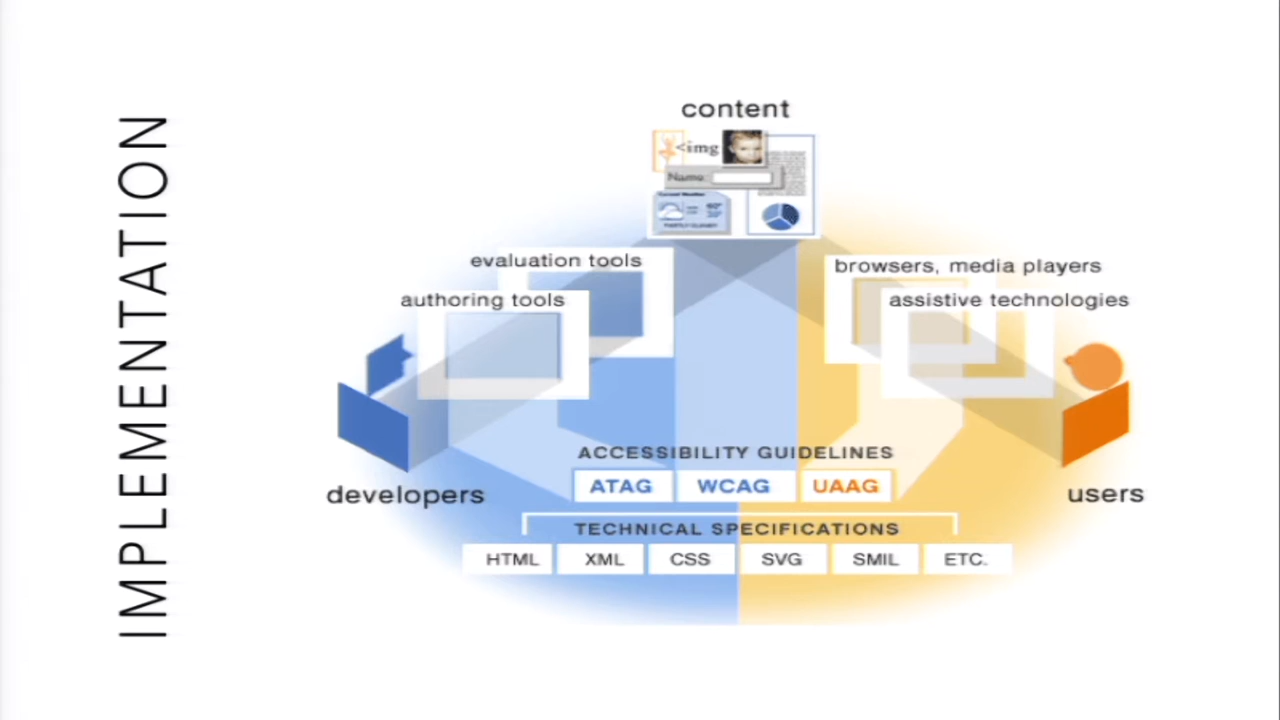 IMPLEMENTATION
content
<img
Name:
evaluation tools
authoring tools
browsers, media players
assistive technologies
developers
users
ACCESSIBILITY GUIDELINES
ATAG WCAG UAAG
TECHNICAL SPECIFICATIONS
HTML XML CSS SVG SMIL ETC.